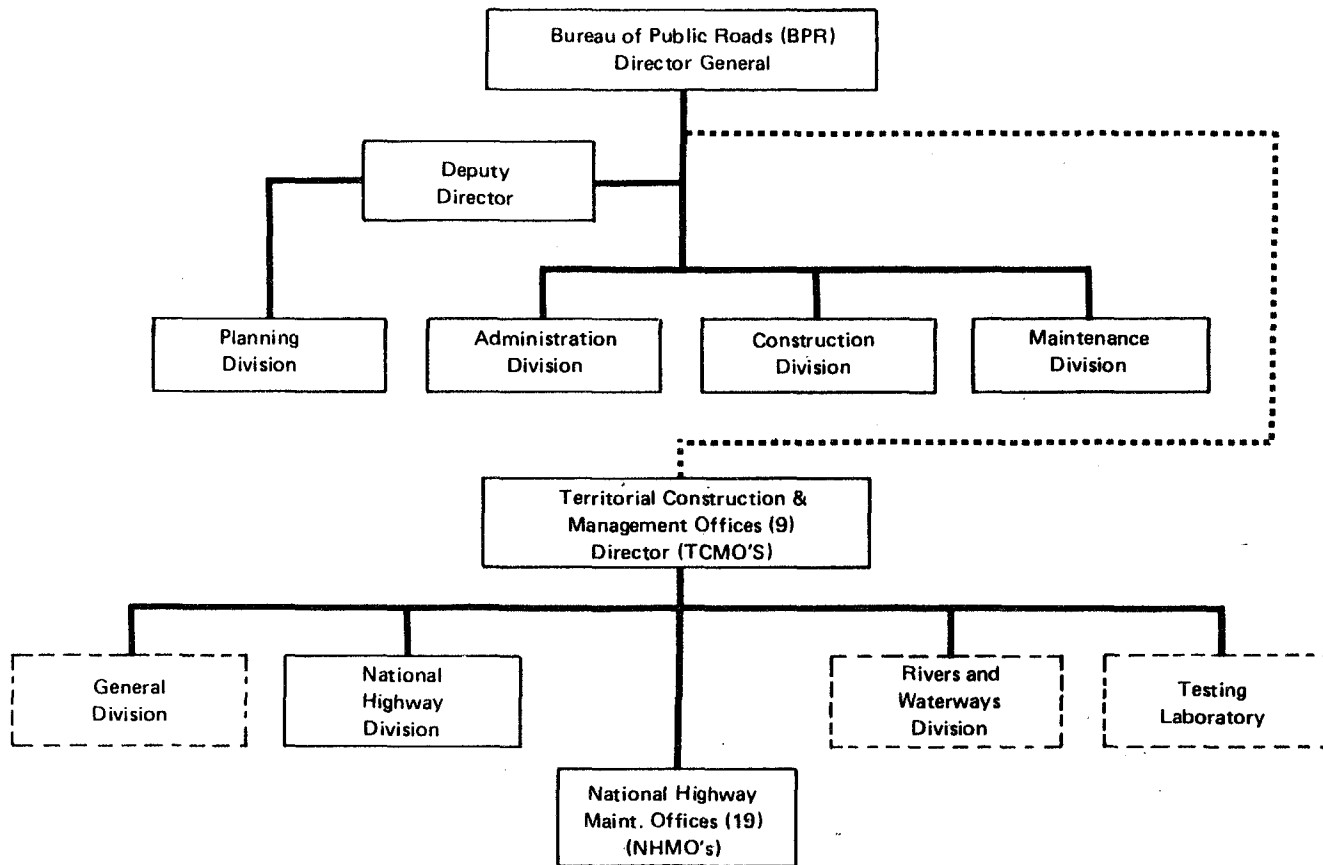 Bureau of Public Roads (BPR)
Director General
Deputy
Director
Planning
Division
Administration
Division
Construction
Division
Maintenance
Division
Territorial Construction &
Management Offices (9)
Director (TCMO'S)
General
Division
National
Highway
Division
Rivers and
Waterways
Division
Testing
Laboratory
National Highway
Maint. Offices (19)
(NHMO's)